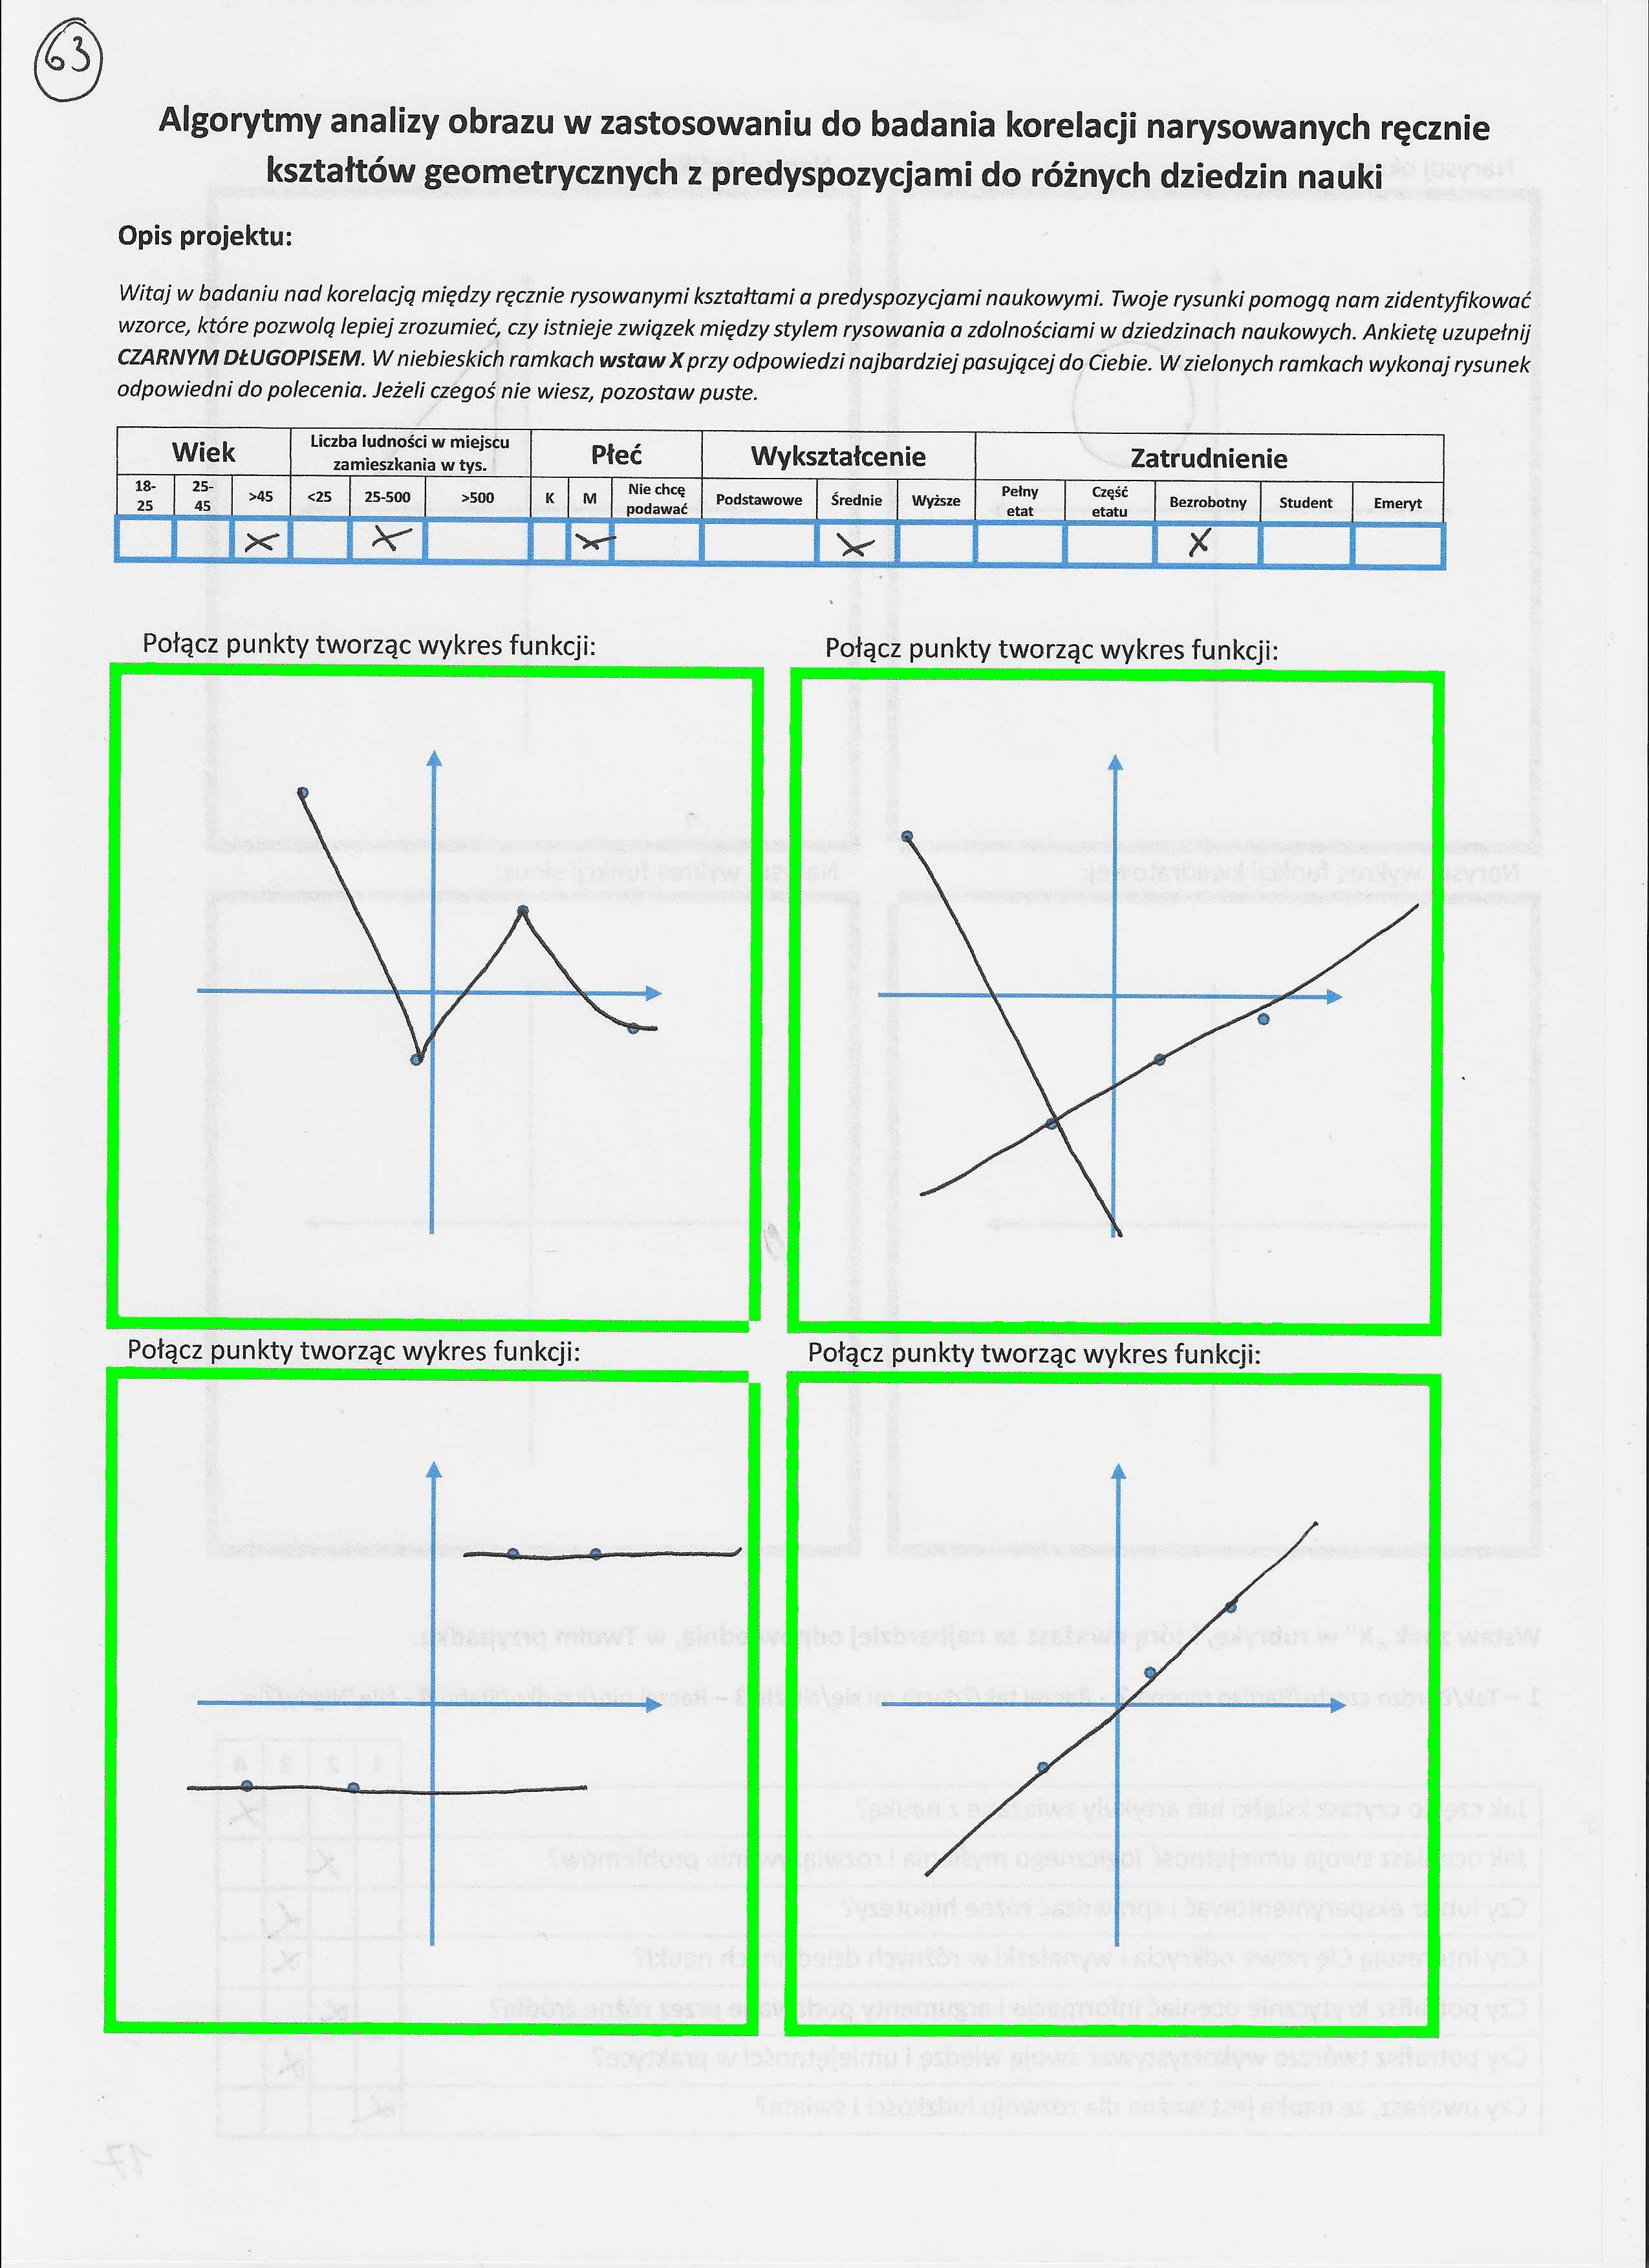 63
Algorytmy analizy obrazu w zastosowaniu do badania korelacji narysowanych ręcznie
kształtów geometrycznych z predyspozycjami do różnych dziedzin nauki
Opis projektu:
Witaj w badaniu nad korelacją między ręcznie rysowanymi kształtami a predyspozycjami naukowymi. Twoje rysunki pomogą nam zidentyfikować
wzorce, które pozwolą lepiej zrozumieć, czy istnieje związek między stylem rysowania a zdolnościami w dziedzinach naukowych. Ankietę uzupełnij
CZARNYM DŁUGOPISEM. W niebieskich ramkach wstaw X przy odpowiedzi najbardziej pasującej do Ciebie. W zielonych ramkach wykonaj rysunek
odpowiedni do polecenia. Jeżeli czegoś nie wiesz, pozostaw puste.
Wiek Liczba ludności w miejscu zamieszkania w tys. Płeć Wykształcenie Zatrudnienie
18-25 25-45 >45 <25 25-500 >500 K M Nie chcę podawać Podstawowe Średnie Wyższe Pełny etat Część etatu Bezrobotny Student Emeryt
X X X X X
Połącz punkty tworząc wykres funkcji: Połącz punkty tworząc wykres funkcji:
Połącz punkty tworząc wykres funkcji: Połącz punkty tworząc wykres funkcji: